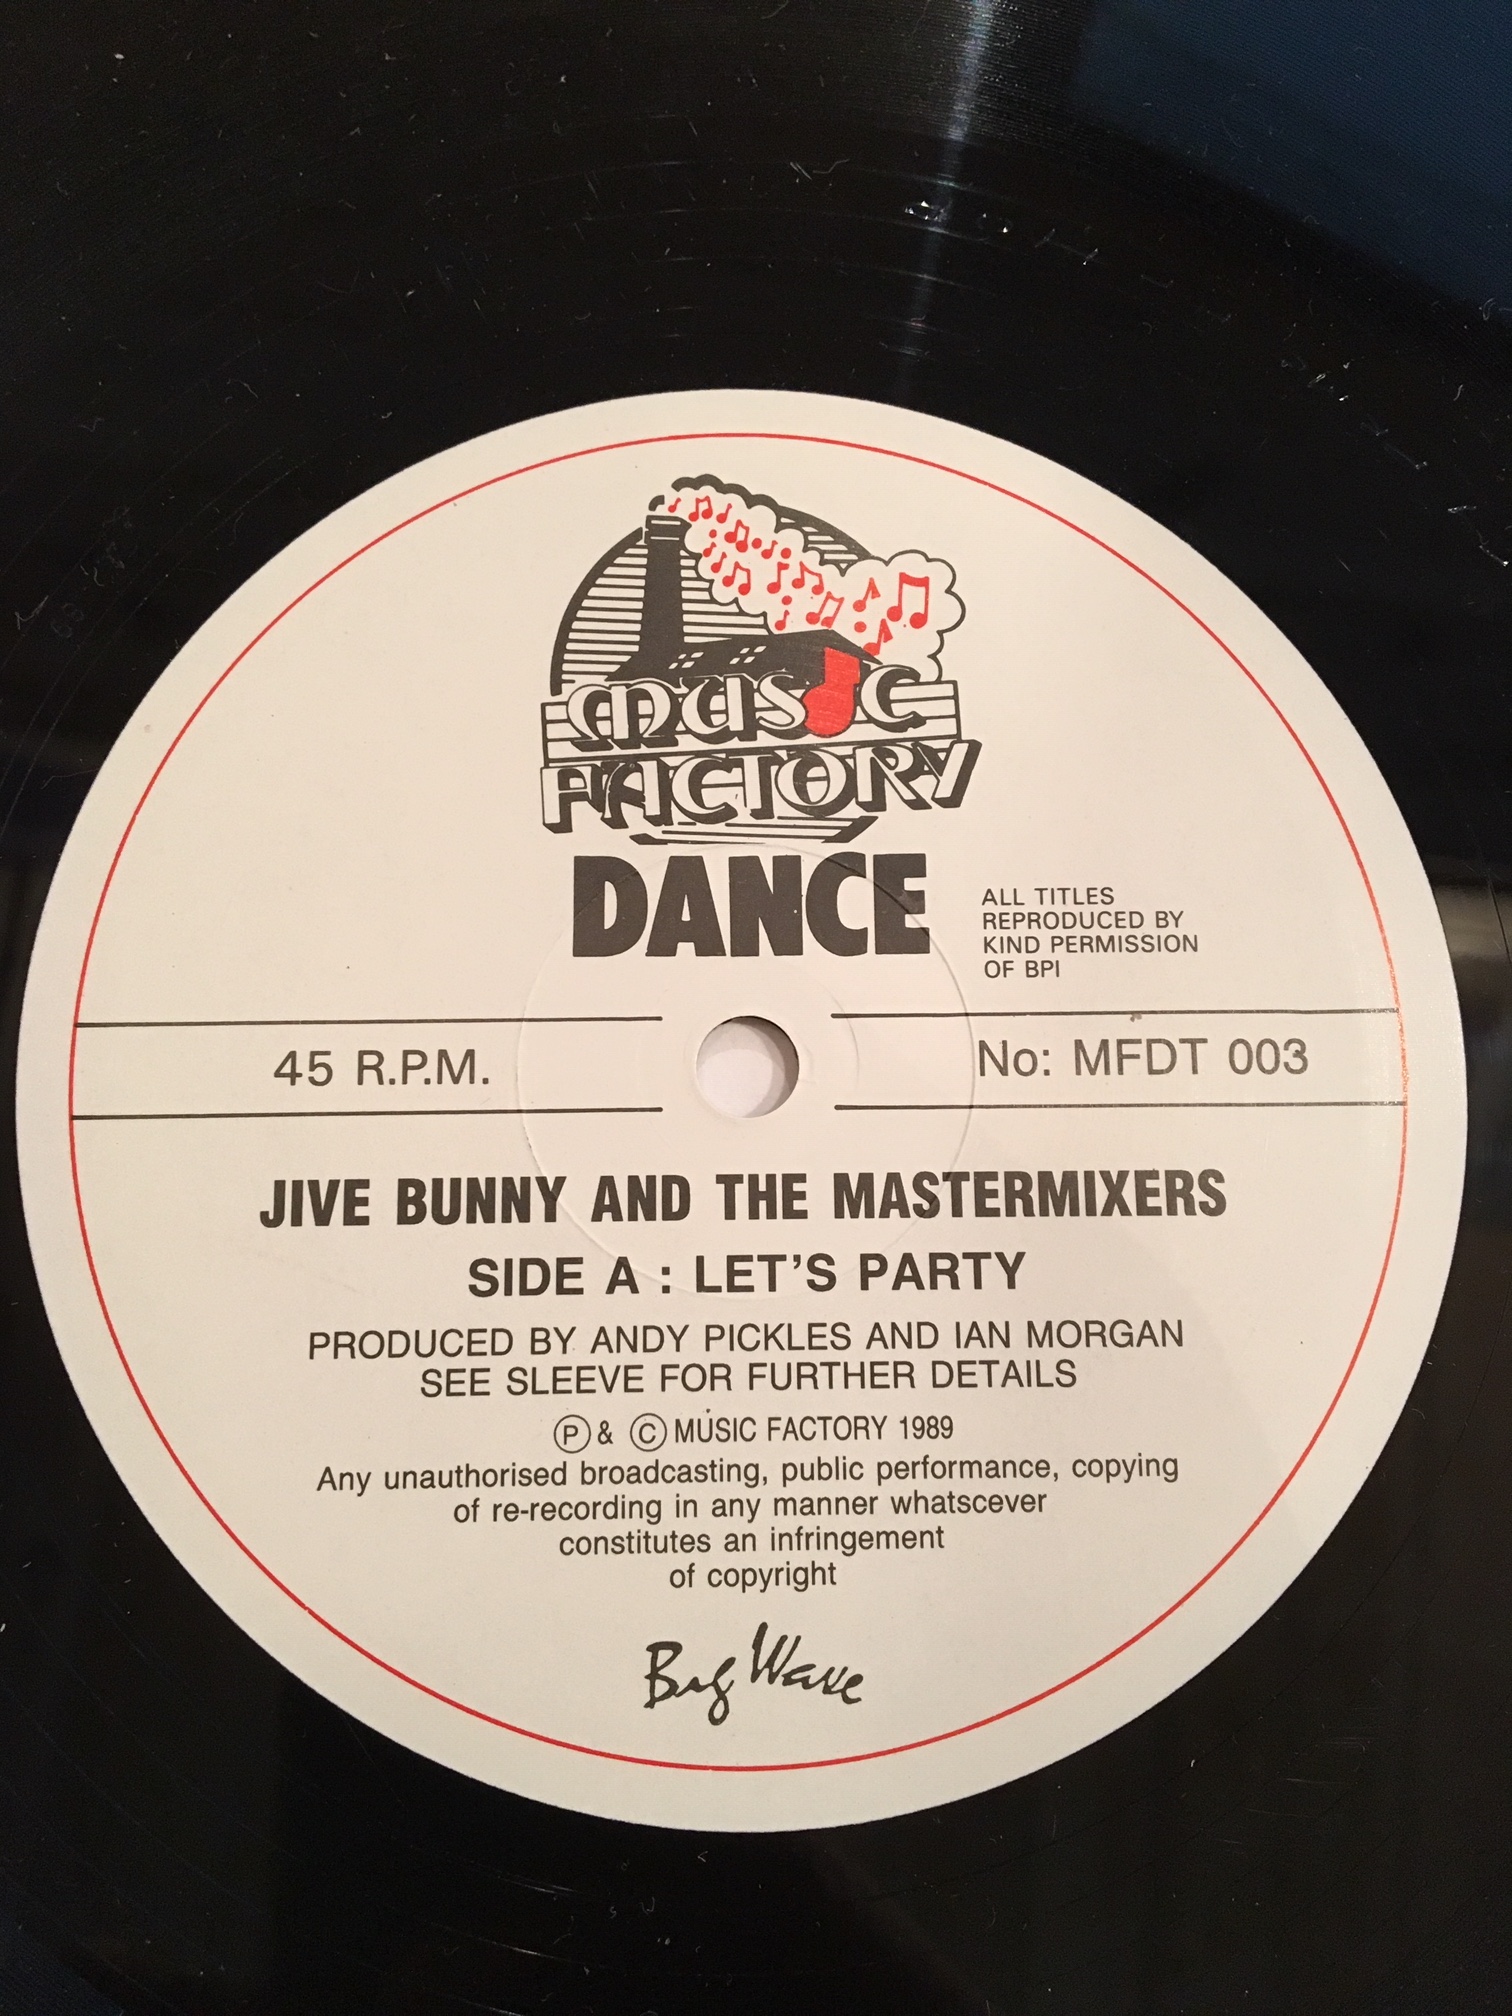 music
FACTORY
DANCE
ALL TITLES
REPRODUCED BY
KIND PERMISSION
OF BPI
45 R.P.M.
No: MFDT 003
JIVE BUNNY AND THE MASTERMIXERS
SIDE A : LET'S PARTY
PRODUCED BY ANDY PICKLES AND IAN MORGAN
SEE SLEEVE FOR FURTHER DETAILS
Ⓟ & Ⓒ MUSIC FACTORY 1989
Any unauthorised broadcasting, public performance, copying
of re-recording in any manner whatscever
constitutes an infringement
of copyright
Big Wave